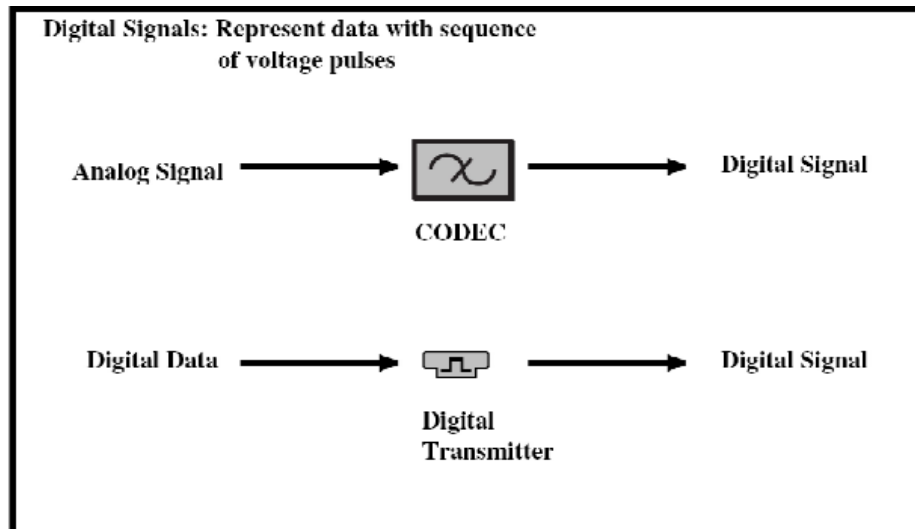 Digital Signals: Represent data with sequence
of voltage pulses
Analog Signal
Digital Signal
CODEC
Digital Data
Digital Signal
Digital
Transmitter